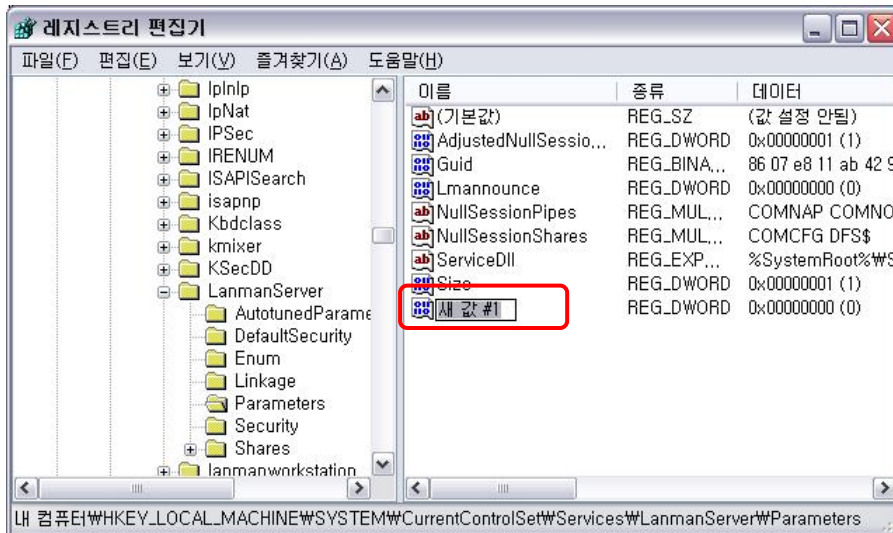 레지스트리 편집기
파일(F) 편집(E) 보기(V) 즐겨찾기(A) 도움말(H)
IpInIp
IpNat
IPSec
IRENUM
ISAPISearch
isapnp
Kbdclass
kmixer
KSecDD
LanmanServer
AutotunedParame
DefaultSecurity
Enum
Linkage
Parameters
Security
Shares
lanmanworkstation
이름 종류 데이터
(기본값) REG_SZ (값 설정 안됨)
AdjustedNullSessio... REG_DWORD 0x00000001 (1)
Guid REG_BINA... 86 07 e8 11 ab 42 9
Lmannounce REG_DWORD 0x00000000 (0)
NullSessionPipes REG_MUL... COMNAP COMNO
NullSessionShares REG_MUL... COMCFG DFS$
ServiceDll REG_EXP... %SystemRoot%₩S
Size REG_DWORD 0x00000001 (1)
새 값 #1 REG_DWORD 0x00000000 (0)
내 컴퓨터₩HKEY_LOCAL_MACHINE₩SYSTEM₩CurrentControlSet₩Services₩LanmanServer₩Parameters